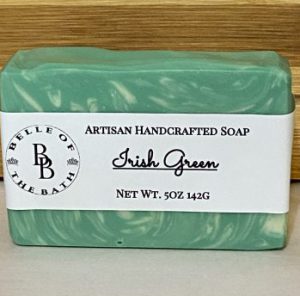 BELLE OF
THE BATH
BB
ARTISAN HANDCRAFTED SOAP
Irish Green
NET WT. 5OZ 142G